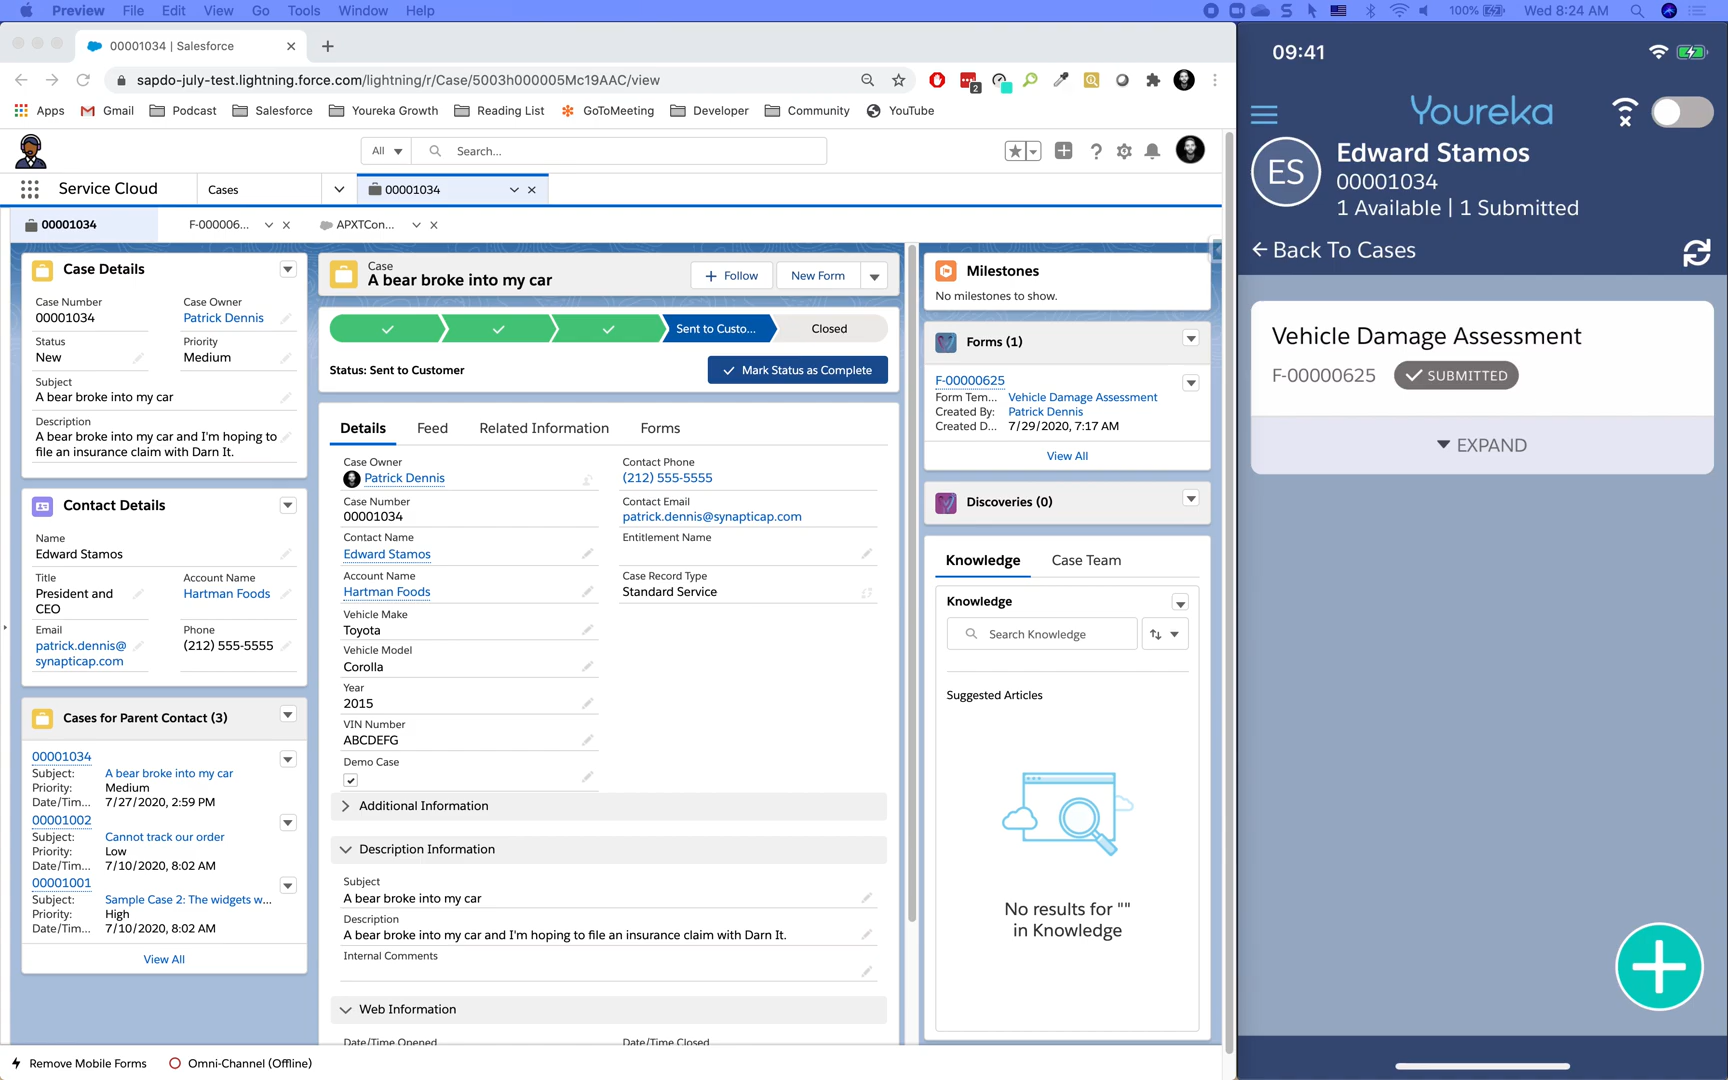 Preview File Edit View Go Tools Window Help
100% Wed 8:24 AM
00001034 | Salesforce
sapdo-july-test.lightning.force.com/lightning/r/Case/5003h000005Mc19AAC/view
2
Apps Gmail Podcast Salesforce Youreka Growth Reading List GoToMeeting Developer Community YouTube
All Search...
Service Cloud Cases 00001034
00001034 F-000006... APXTCon...
Case Details
Case Number Case Owner
00001034 Patrick Dennis
Status Priority
New Medium
Subject
A bear broke into my car
Description
A bear broke into my car and I'm hoping to
file an insurance claim with Darn It.
Contact Details
Name
Edward Stamos
Title Account Name
President and Hartman Foods
CEO
Email Phone
patrick.dennis@ (212) 555-5555
synapticap.com
Cases for Parent Contact (3)
00001034
Subject: A bear broke into my car
Priority: Medium
Date/Tim... 7/27/2020, 2:59 PM
00001002
Subject: Cannot track our order
Priority: Low
Date/Tim... 7/10/2020, 8:02 AM
00001001
Subject: Sample Case 2: The widgets w...
Priority: High
Date/Tim... 7/10/2020, 8:02 AM
View All
Case
A bear broke into my car
Follow New Form
Sent to Custo... Closed
Status: Sent to Customer
Mark Status as Complete
Details Feed Related Information Forms
Case Owner Contact Phone
Patrick Dennis (212) 555-5555
Case Number Contact Email
00001034 patrick.dennis@synapticap.com
Contact Name Entitlement Name
Edward Stamos
Account Name Case Record Type
Hartman Foods Standard Service
Vehicle Make
Toyota
Vehicle Model
Corolla
Year
2015
VIN Number
ABCDEFG
Demo Case
Additional Information
Description Information
Subject
A bear broke into my car
Description
A bear broke into my car and I'm hoping to file an insurance claim with Darn It.
Internal Comments
Web Information
Date/Time Opened Date/Time Closed
Milestones
No milestones to show.
Forms (1)
F-00000625
Form Tem... Vehicle Damage Assessment
Created By: Patrick Dennis
Created D... 7/29/2020, 7:17 AM
View All
Discoveries (0)
Knowledge Case Team
Knowledge
Search Knowledge
Suggested Articles
No results for ""
in Knowledge
Remove Mobile Forms Omni-Channel (Offline)
09:41
Youreka
ES
Edward Stamos
00001034
1 Available | 1 Submitted
Back To Cases
Vehicle Damage Assessment
F-00000625 SUBMITTED
EXPAND